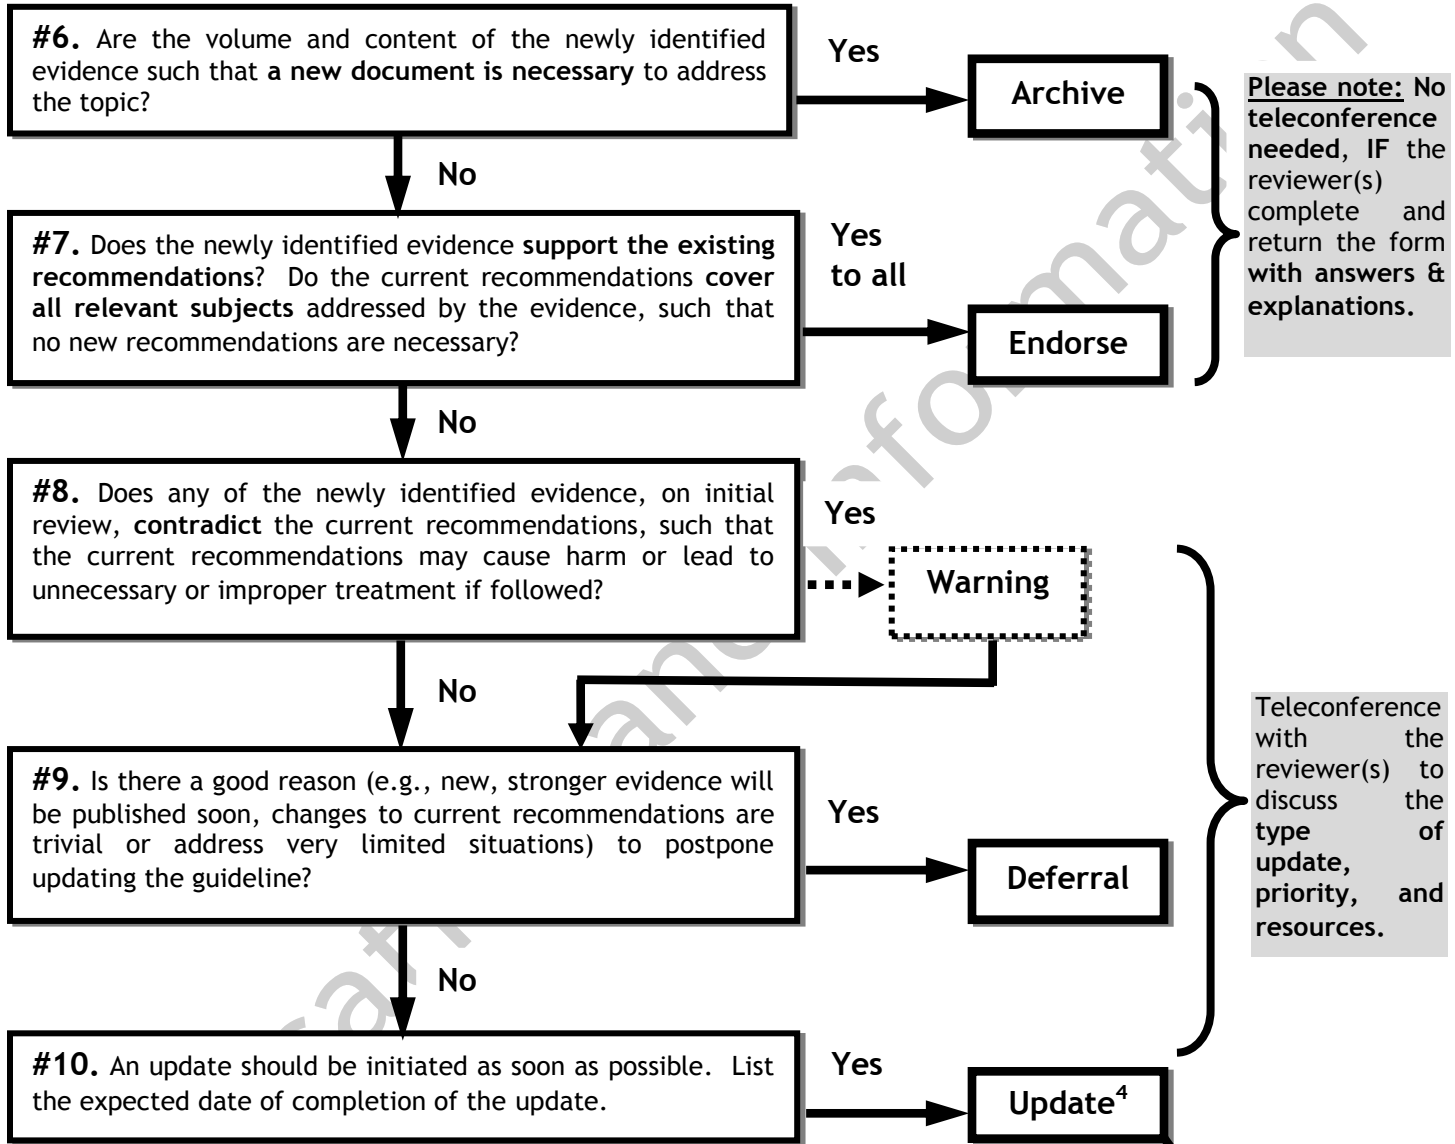 #6. Are the volume and content of the newly identified
evidence such that a new document is necessary to address
the topic?
Yes
Archive
Please note: No
teleconference
needed, IF the
reviewer(s)
complete and
return the form
with answers &
explanations.
No
#7. Does the newly identified evidence support the existing
recommendations? Do the current recommendations cover
all relevant subjects addressed by the evidence, such that
no new recommendations are necessary?
Yes
to all
Endorse
No
#8. Does any of the newly identified evidence, on initial
review, contradict the current recommendations, such that
the current recommendations may cause harm or lead to
unnecessary or improper treatment if followed?
Yes
Warning
No
#9. Is there a good reason (e.g., new, stronger evidence will
be published soon, changes to current recommendations are
trivial or address very limited situations) to postpone
updating the guideline?
Yes
Deferral
Teleconference
with the
reviewer(s) to
discuss the
type of
update,
priority, and
resources.
No
#10. An update should be initiated as soon as possible. List
the expected date of completion of the update.
Yes
Update⁴